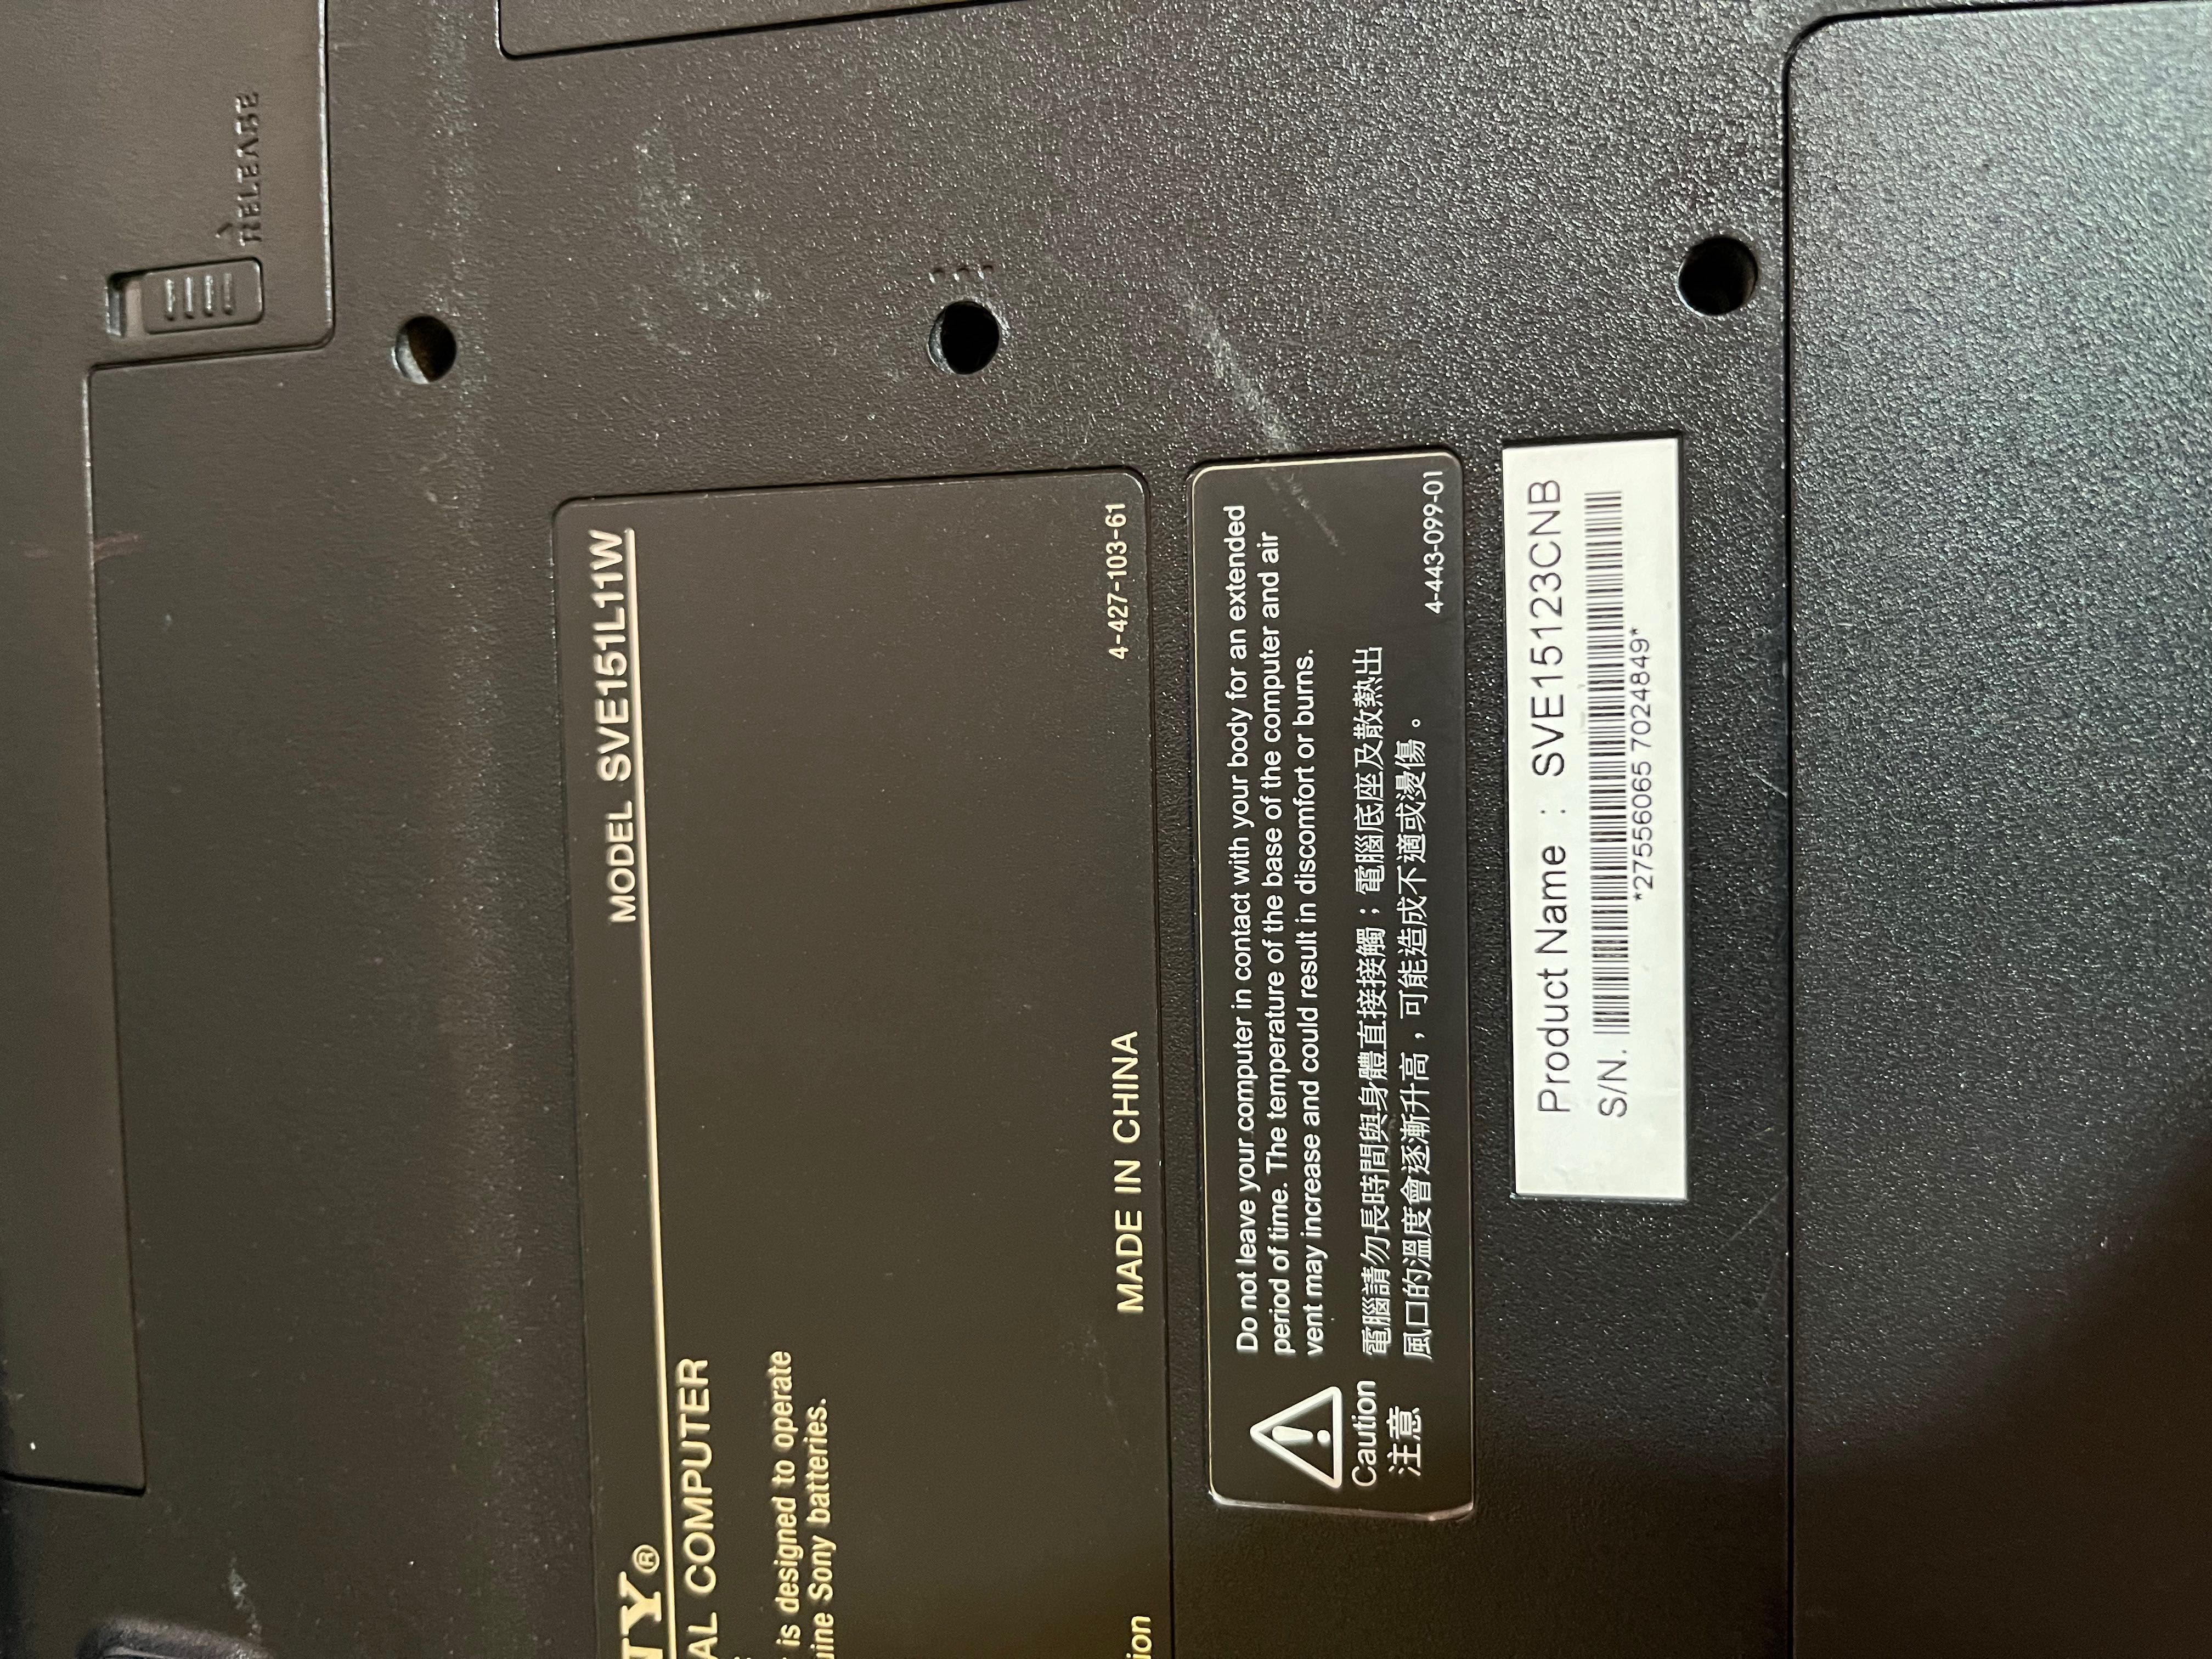 RELEASE
MODEL SVE151L11W
COMPUTER
is designed to operate
Sony batteries.
MADE IN CHINA
4-427-103-61
Do not leave your computer in contact with your body for an extended
period of time. The temperature of the base of the computer and air
vent may increase and could result in discomfort or burns.
電腦請勿長時間與身體直接接觸；電腦底座及散熱出
風口的溫度會逐漸升高，可能造成不適或燙傷。
Caution
注意
4-443-099-01
Product Name : SVE15123CNB
S/N.
*27556065 7024849*